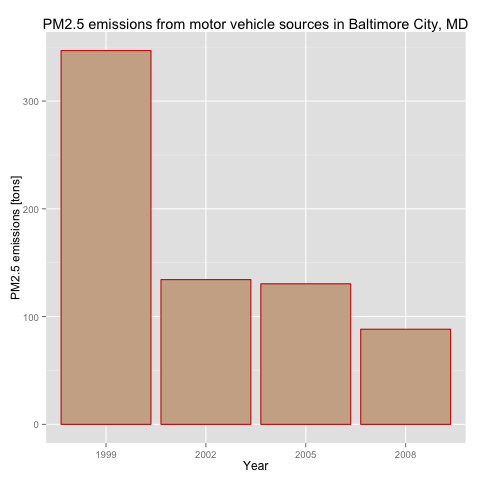 PM2.5 emissions from motor vehicle sources in Baltimore City, MD
PM2.5 emissions [tons]
300
200
100
0
1999 2002 2005 2008
Year